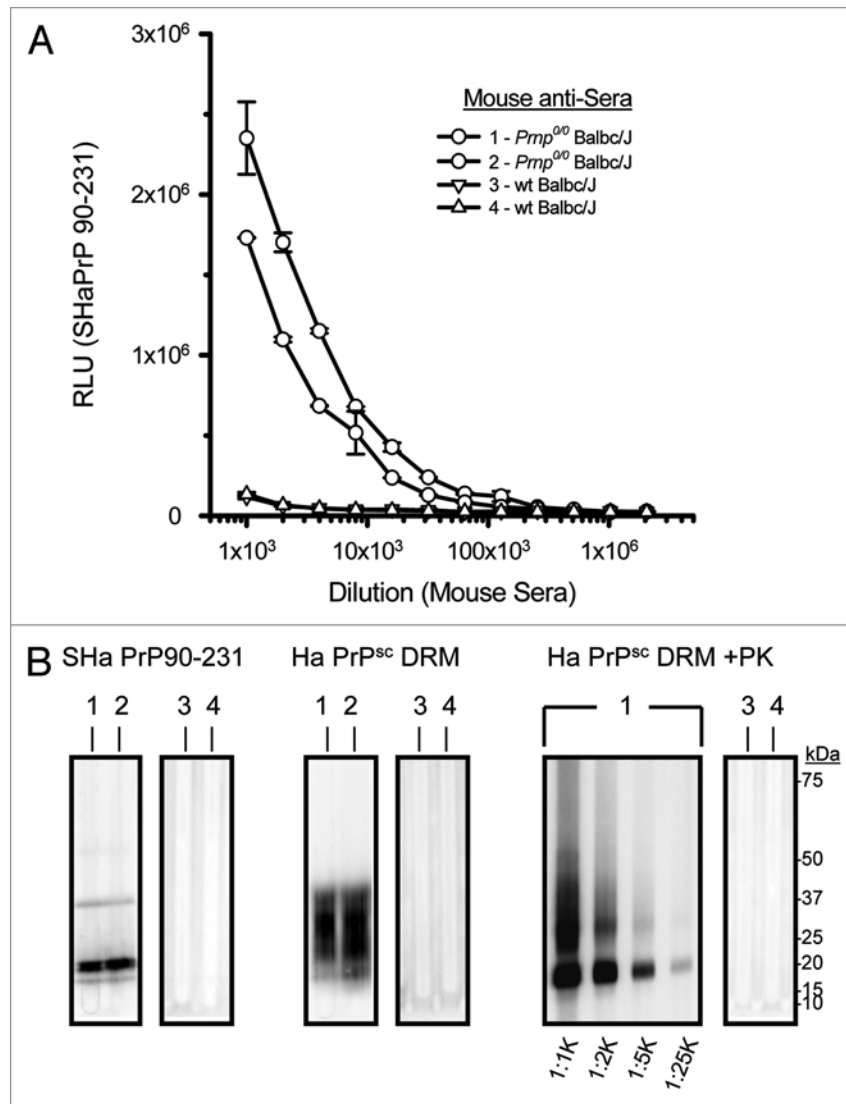 A
3x10⁶
2x10⁶
1x10⁶
0
RLU (SHaPrP 90-231)
Mouse anti-Sera
1 - Prnp⁰/⁰ Balbc/J
2 - Prnp⁰/⁰ Balbc/J
3 - wt Balbc/J
4 - wt Balbc/J
1x10³ 10x10³ 100x10³ 1x10⁶
Dilution (Mouse Sera)
B
SHa PrP90-231 Ha PrPˢᶜ DRM Ha PrPˢᶜ DRM +PK
1 2 3 4 1 2 3 4 1 3 4
kDa
75
50
37
25
20
15
10
1:1K 1:2K 1:5K 1:25K